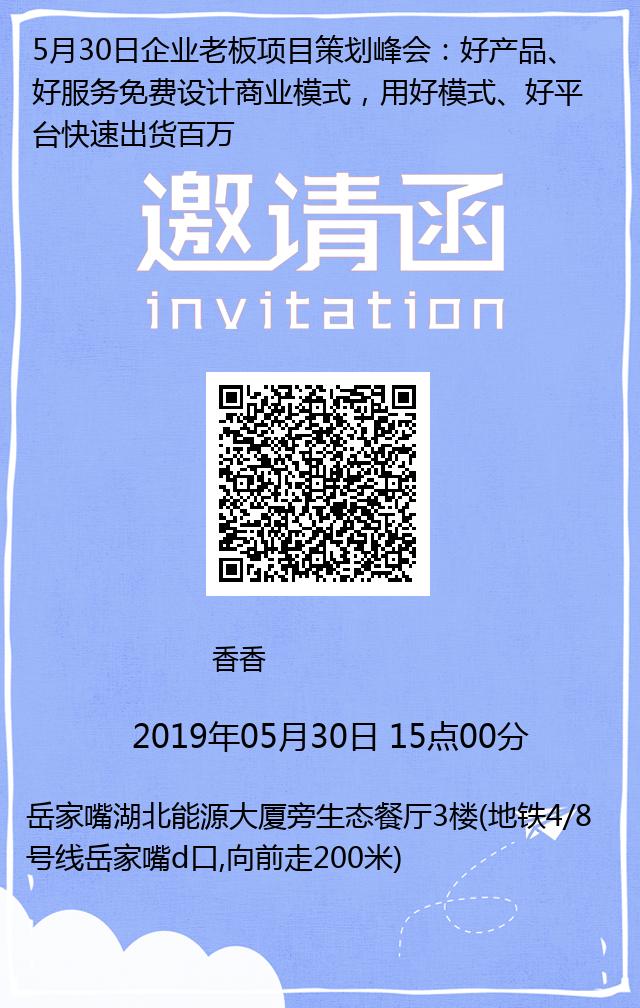 5月30日企业老板项目策划峰会：好产品、
好服务免费设计商业模式，用好模式、好平
台快速出货百万
邀请函
invitation
香香
2019年05月30日 15点00分
岳家嘴湖北能源大厦旁生态餐厅3楼(地铁4/8
号线岳家嘴d口,向前走200米)